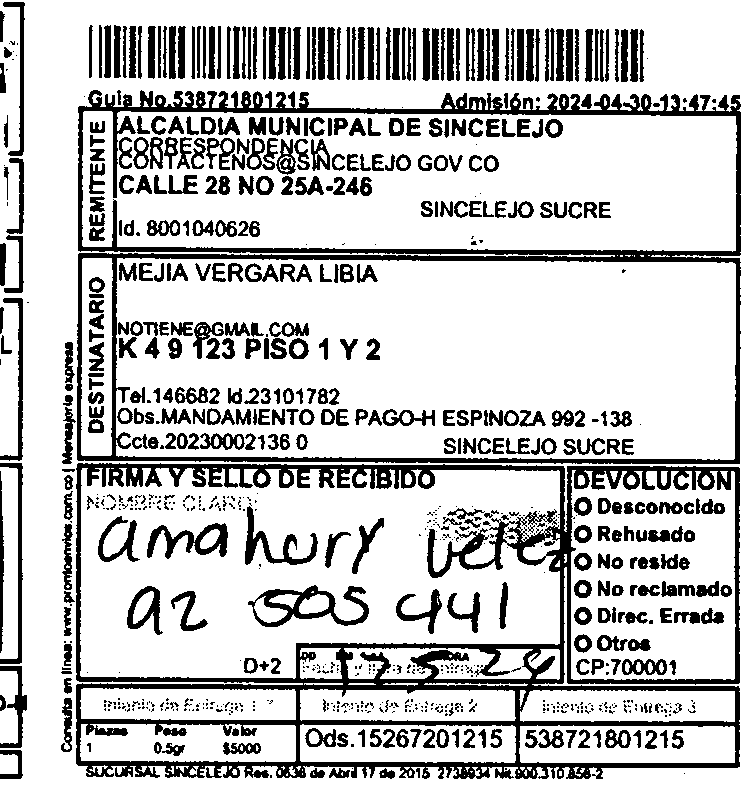 Guia No.538721801215 Admisión: 2024-04-30-13:47:45
REMITENTE
ALCALDIA MUNICIPAL DE SINCELEJO
CORRESPONDENCIA
CONTACTENOS@SINCELEJO GOV CO
CALLE 28 NO 25A-246
SINCELEJO SUCRE
Id. 8001040626
DESTINATARIO
MEJIA VERGARA LIBIA
NOTIENE@GMAIL.COM
K 4 9 123 PISO 1 Y 2
Tel.146682 Id.23101782
Obs.MANDAMIENTO DE PAGO-H ESPINOZA 992 -138
Ccte.20230002136 0 SINCELEJO SUCRE
Consulta en línea: www.prontoenvios.com.co | Mensajería expresa
FIRMA Y SELLO DE RECIBIDO
NOMBRE CLARO
amahury Velez
92 505 441
D+2
12 5 24
DEVOLUCION
Desconocido
Rehusado
No reside
No reclamado
Direc. Errada
Otros
CP:700001
Intento de Entrega 1 Intento de Entrega 2 Intento de Entrega 3
Piezas Peso Valor
1 0.5gr $5000
Ods.15267201215 538721801215
SUCURSAL SINCELEJO Res. 0636 de Abril 17 de 2015 2738934 Nit.900.310.856-2